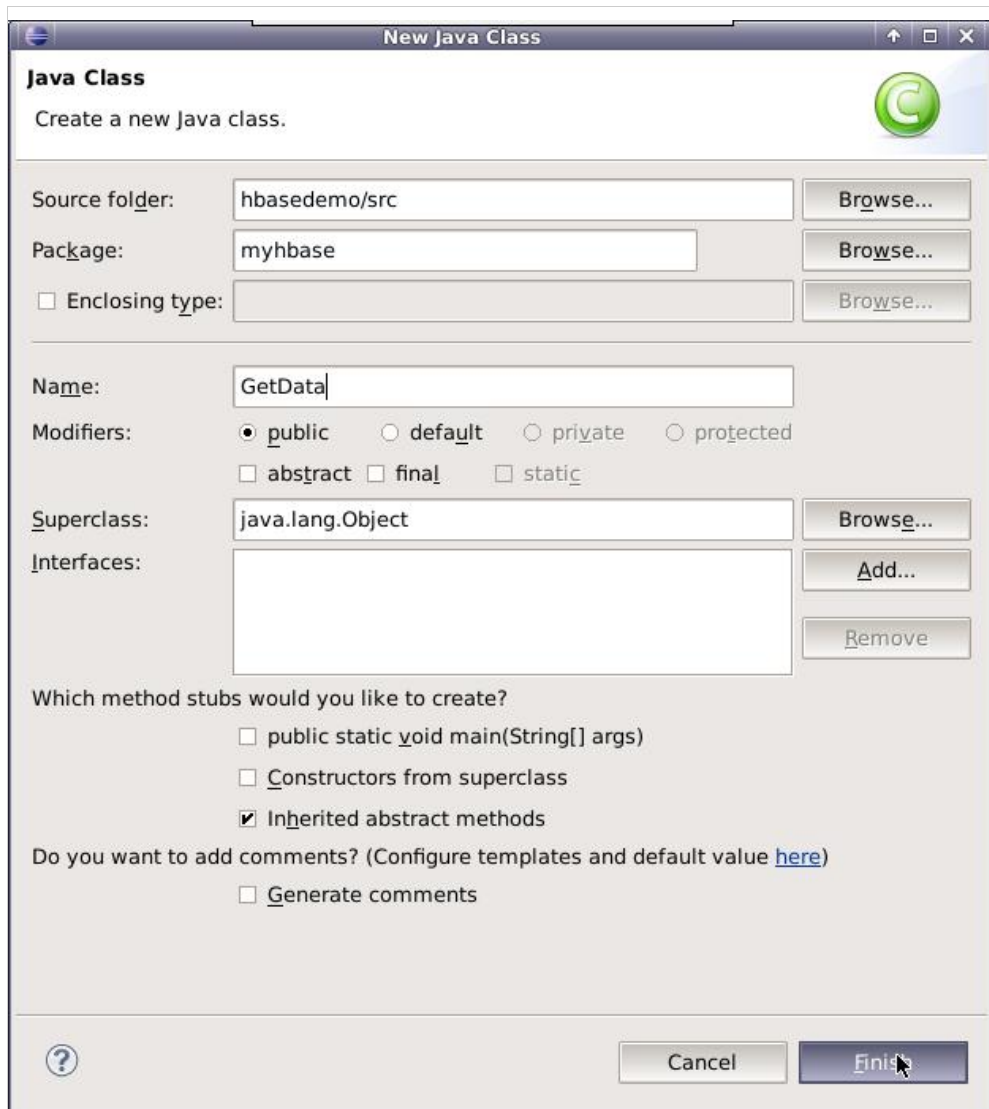 New Java Class
Java Class
Create a new Java class.
C
Source folder: hbasedemo/src Browse...
Package: myhbase Browse...
Enclosing type: Browse...
Name: GetData
Modifiers: public default private protected
abstract final static
Superclass: java.lang.Object Browse...
Interfaces: Add...
Remove
Which method stubs would you like to create?
public static void main(String[] args)
Constructors from superclass
Inherited abstract methods
Do you want to add comments? (Configure templates and default value here)
Generate comments
? Cancel Finish